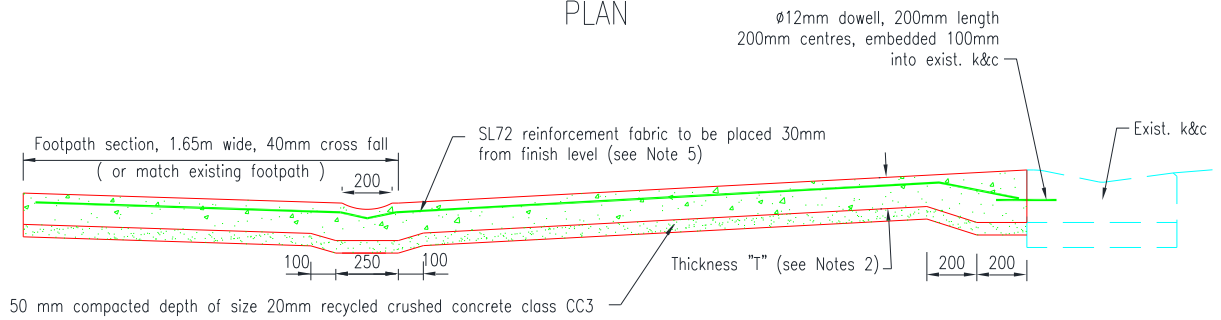 PLAN
ø12mm dowell, 200mm length
200mm centres, embedded 100mm
into exist. k&c
Footpath section, 1.65m wide, 40mm cross fall
( or match existing footpath )
SL72 reinforcement fabric to be placed 30mm
from finish level (see Note 5)
Exist. k&c
200
100
250
100
Thickness "T" (see Notes 2)
200
200
50 mm compacted depth of size 20mm recycled crushed concrete class CC3